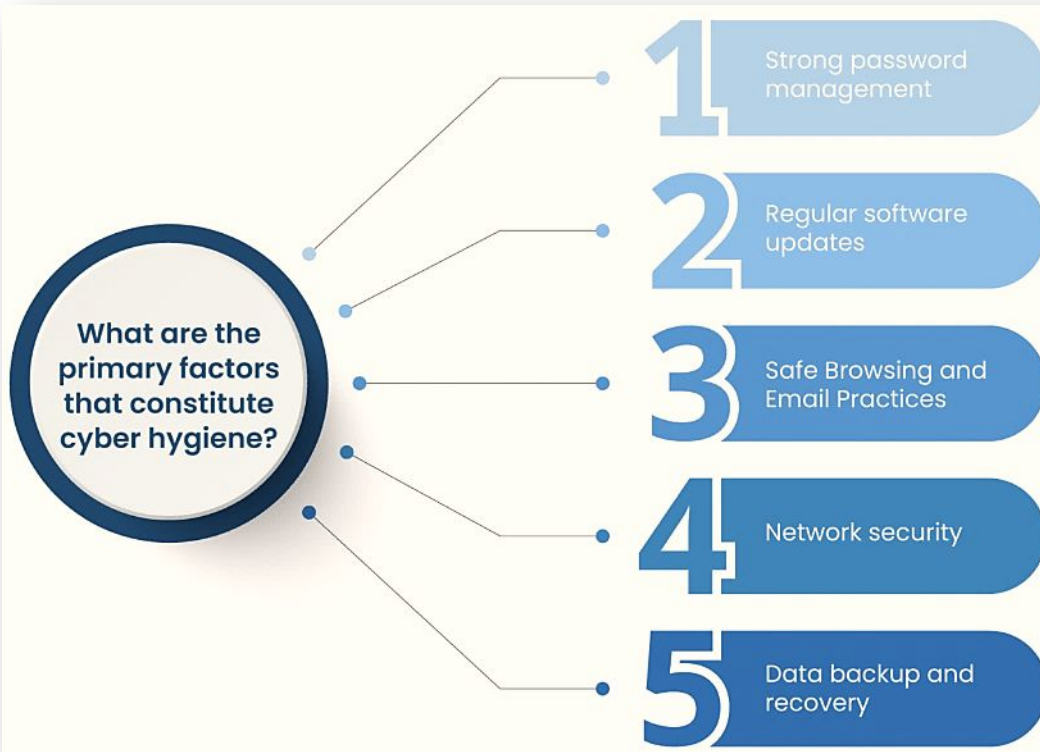 What are the
primary factors
that constitute
cyber hygiene?
1
Strong password
management
2
Regular software
updates
3
Safe Browsing and
Email Practices
4
Network security
5
Data backup and
recovery